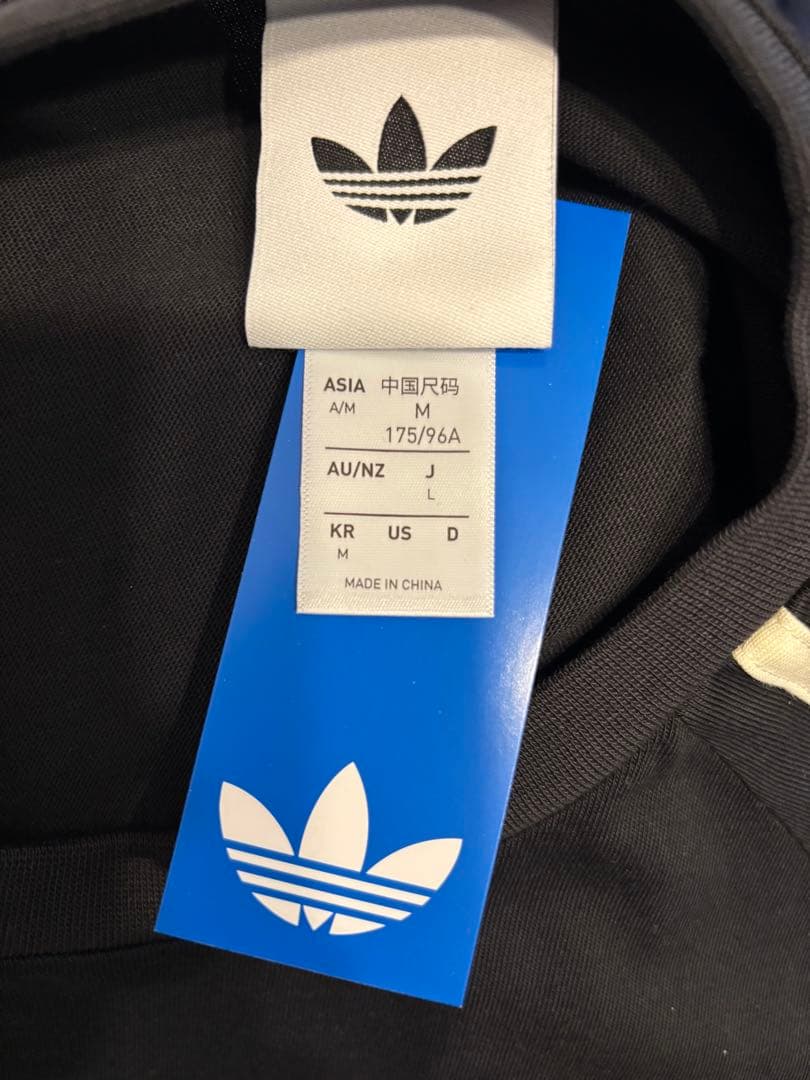 ASIA 中国尺码
A/M M
175/96A
AU/NZ J
L
KR US D
M
MADE IN CHINA